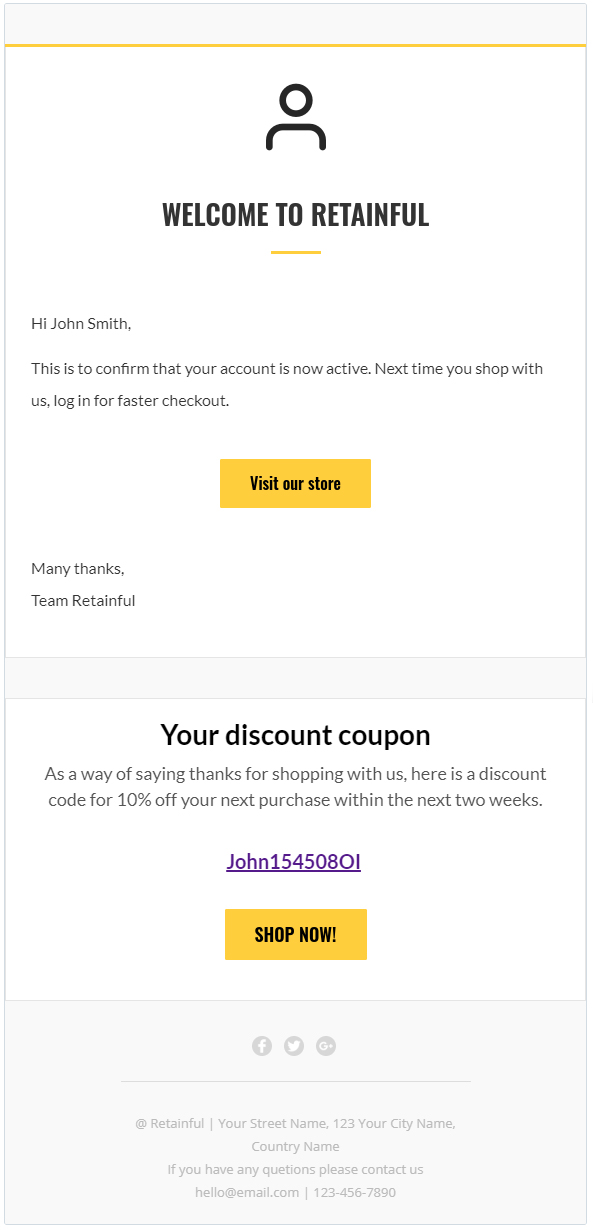 WELCOME TO RETAINFUL
Hi John Smith,
This is to confirm that your account is now active. Next time you shop with
us, log in for faster checkout.
Visit our store
Many thanks,
Team Retainful
Your discount coupon
As a way of saying thanks for shopping with us, here is a discount
code for 10% off your next purchase within the next two weeks.
John154508OI
SHOP NOW!
@ Retainful | Your Street Name, 123 Your City Name,
Country Name
If you have any quetions please contact us
hello@email.com | 123-456-7890